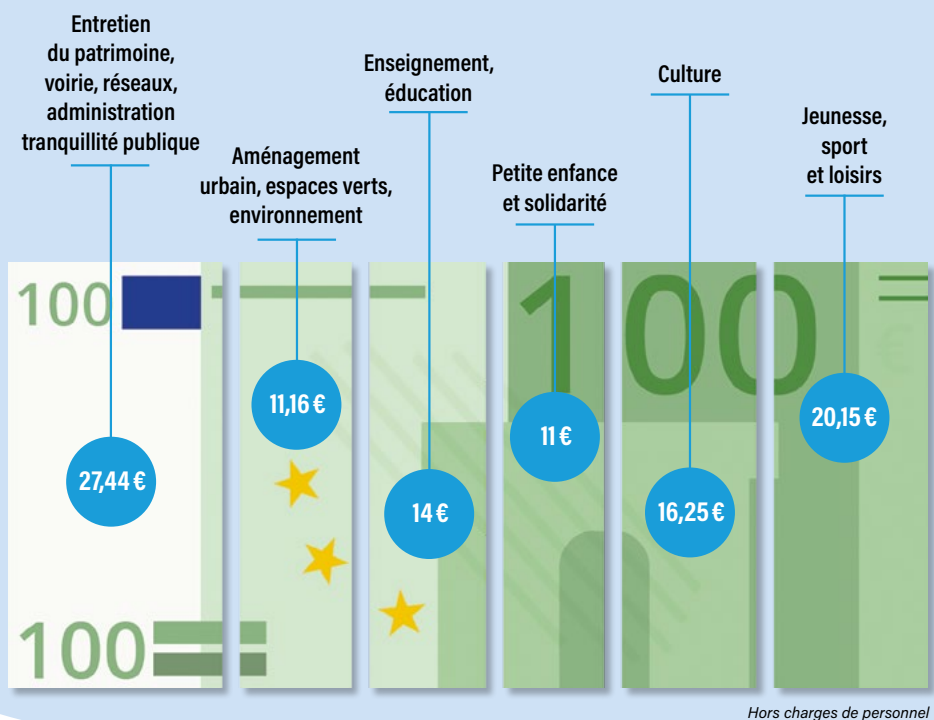 Entretien
du patrimoine,
voirie, réseaux,
administration
tranquillité publique
Aménagement
urbain, espaces verts,
environnement
Enseignement,
éducation
Petite enfance
et solidarité
Culture
Jeunesse,
sport
et loisirs
100
100
100
€
27,44 €
11,16 €
14 €
11 €
16,25 €
20,15 €
Hors charges de personnel